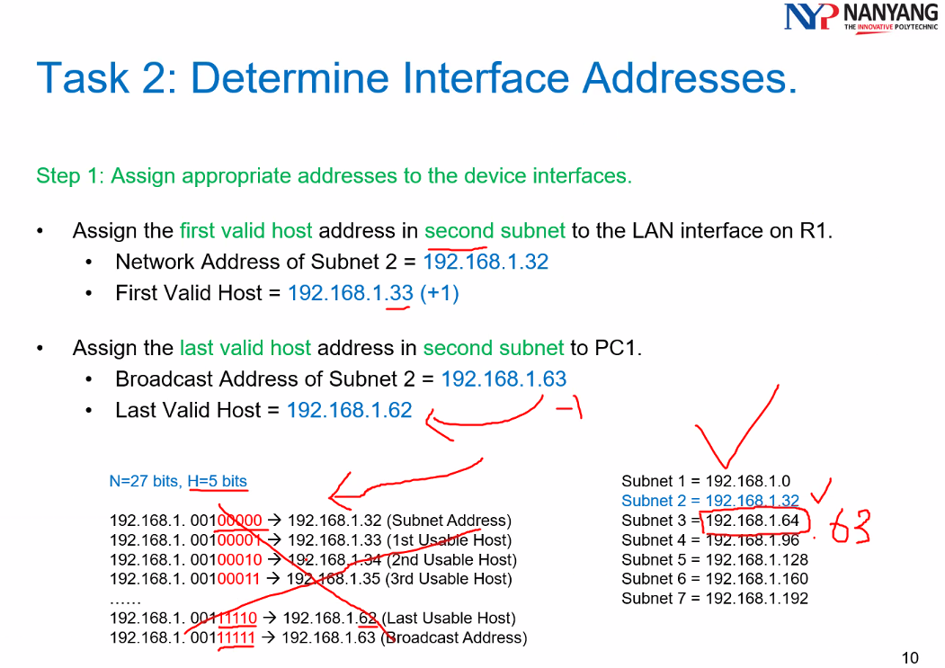 NYP NANYANG
THE INNOVATIVE POLYTECHNIC
Task 2: Determine Interface Addresses.
Step 1: Assign appropriate addresses to the device interfaces.
• Assign the first valid host address in second subnet to the LAN interface on R1.
• Network Address of Subnet 2 = 192.168.1.32
• First Valid Host = 192.168.1.33 (+1)
• Assign the last valid host address in second subnet to PC1.
• Broadcast Address of Subnet 2 = 192.168.1.63
• Last Valid Host = 192.168.1.62
-1
N=27 bits, H=5 bits
192.168.1. 00100000 → 192.168.1.32 (Subnet Address)
192.168.1. 00100001 → 192.168.1.33 (1st Usable Host)
192.168.1. 00100010 → 192.168.1.34 (2nd Usable Host)
192.168.1. 00100011 → 192.168.1.35 (3rd Usable Host)
......
192.168.1. 00111110 → 192.168.1.62 (Last Usable Host)
192.168.1. 00111111 → 192.168.1.63 (Broadcast Address)
Subnet 1 = 192.168.1.0
Subnet 2 = 192.168.1.32
Subnet 3 = 192.168.1.64
.63
Subnet 4 = 192.168.1.96
Subnet 5 = 192.168.1.128
Subnet 6 = 192.168.1.160
Subnet 7 = 192.168.1.192
10